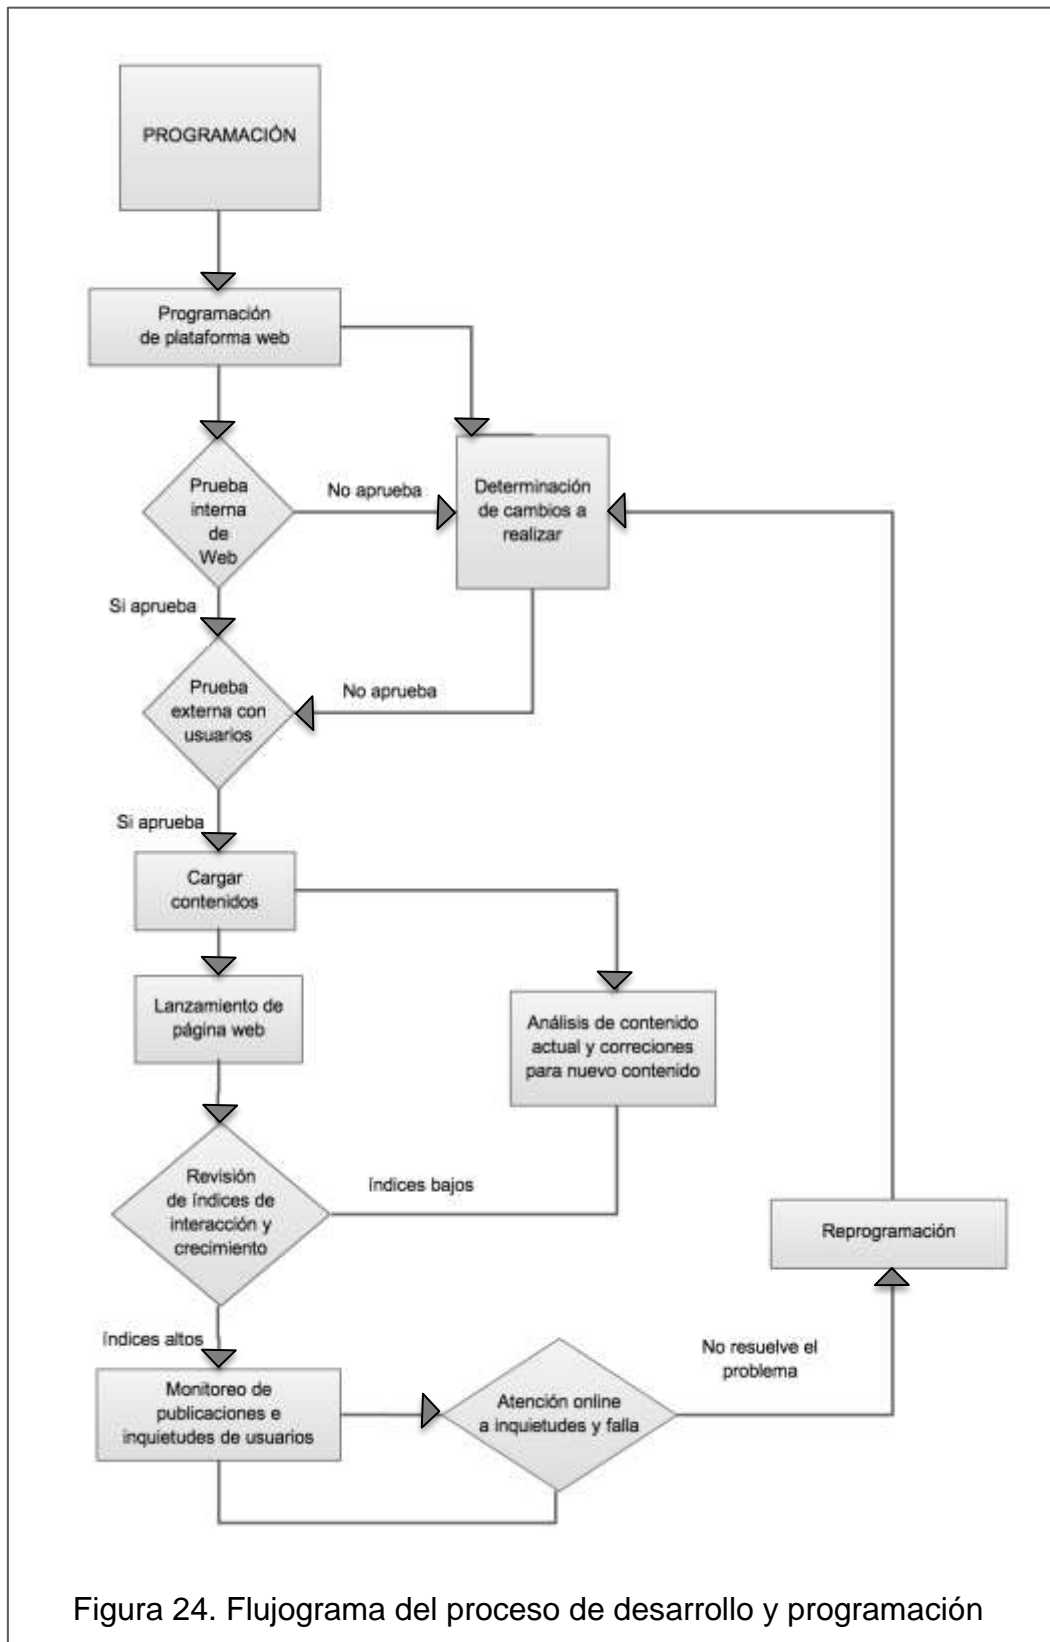 PROGRAMACIÓN
Programación
de plataforma web
Prueba
interna
de
Web
No aprueba
Determinación
de cambios a
realizar
Si aprueba
Prueba
externa con
usuarios
No aprueba
Si aprueba
Cargar
contenidos
Lanzamiento de
página web
Análisis de contenido
actual y correciones
para nuevo contenido
Revisión
de índices de
interacción y
crecimiento
índices bajos
Reprogramación
índices altos
No resuelve el
problema
Monitoreo de
publicaciones e
inquietudes de usuarios
Atención online
a inquietudes y falla
Figura 24. Flujograma del proceso de desarrollo y programación